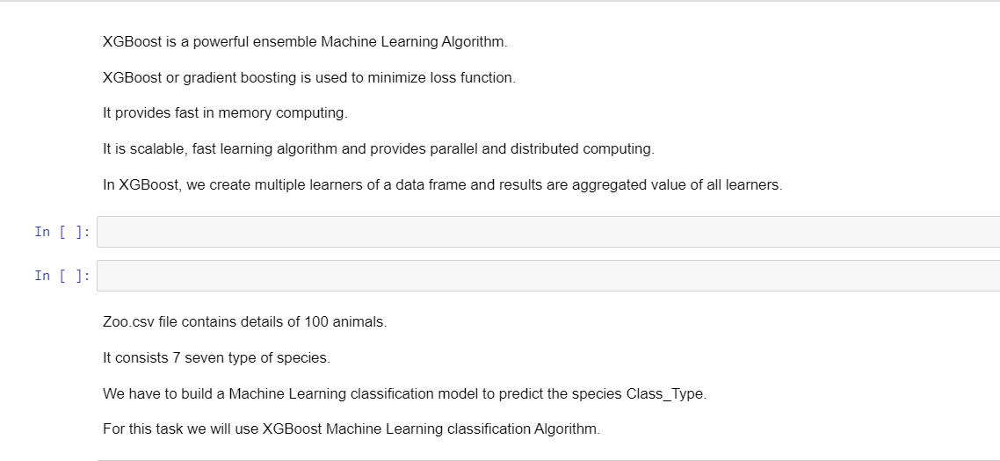 XGBoost is a powerful ensemble Machine Learning Algorithm.
XGBoost or gradient boosting is used to minimize loss function.
It provides fast in memory computing.
It is scalable, fast learning algorithm and provides parallel and distributed computing.
In XGBoost, we create multiple learners of a data frame and results are aggregated value of all learners.
In [ ]:
In [ ]:
Zoo.csv file contains details of 100 animals.
It consists 7 seven type of species.
We have to build a Machine Learning classification model to predict the species Class_Type.
For this task we will use XGBoost Machine Learning classification Algorithm.